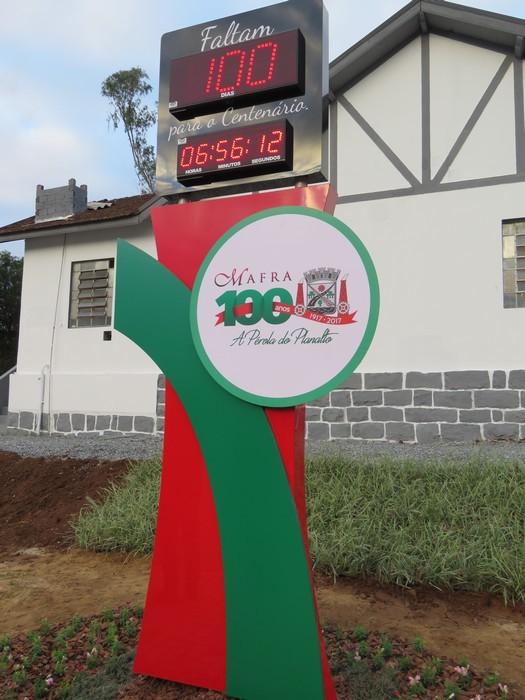 Faltam
100
DIAS
para o Centenário.
06:56:12
HORAS MINUTOS SEGUNDOS
MAFRA
100 anos
1917 - 2017
A Pérola do Planalto